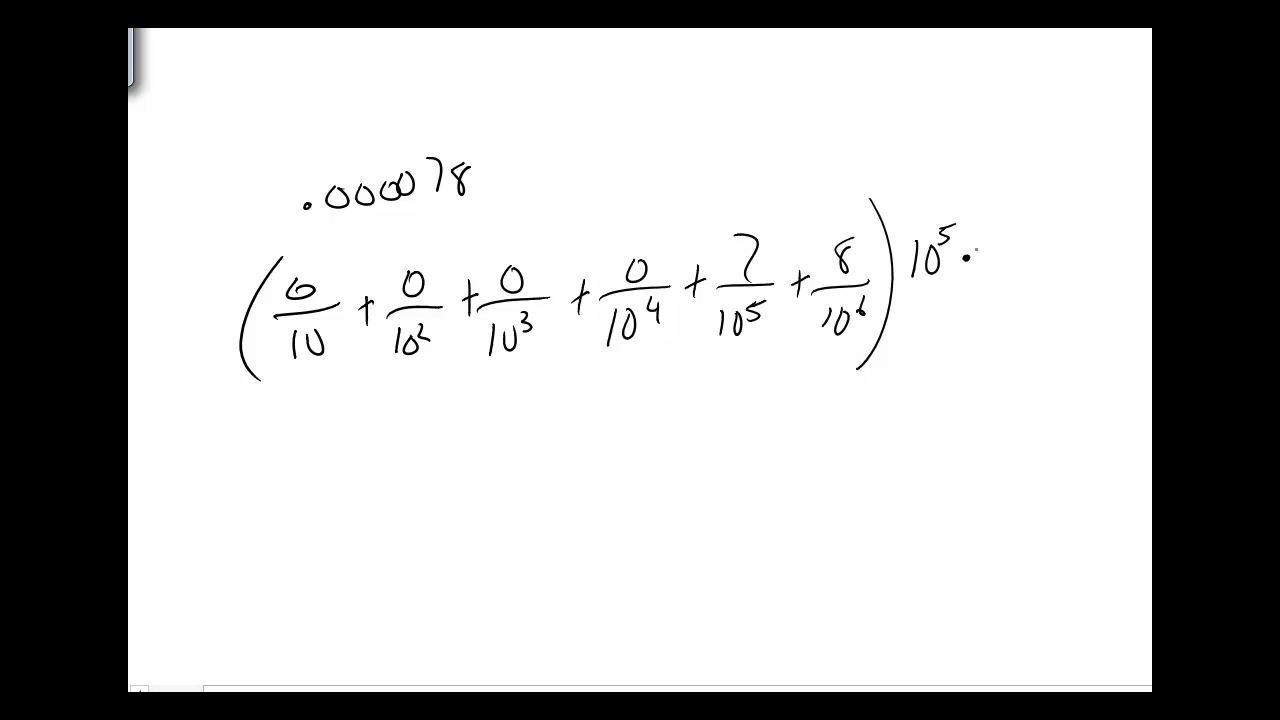 .000078
(0/10 + 0/10² + 0/10³ + 0/10⁴ + 7/10⁵ + 8/10⁶) 10⁵ ·